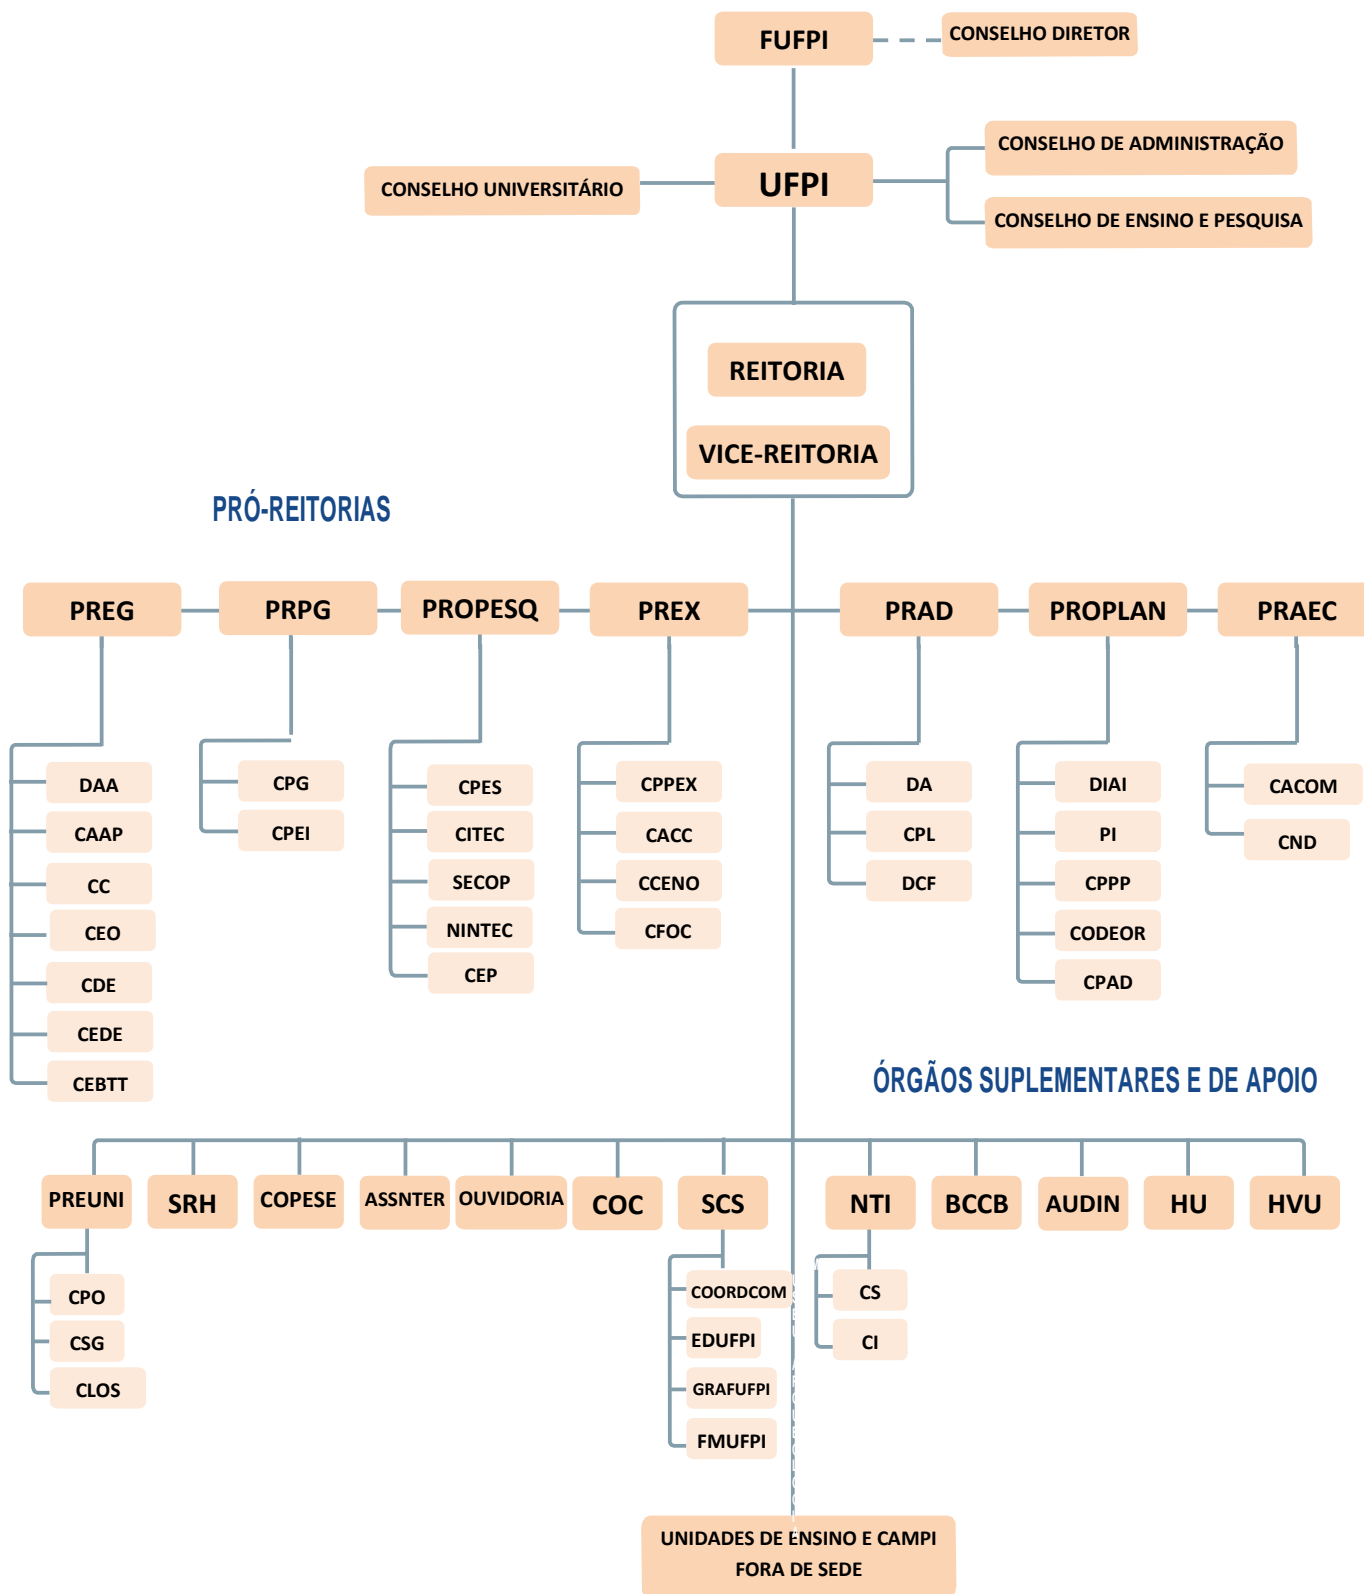 FUFPI
CONSELHO DIRETOR
CONSELHO DE ADMINISTRAÇÃO
CONSELHO UNIVERSITÁRIO
UFPI
CONSELHO DE ENSINO E PESQUISA
REITORIA
VICE-REITORIA
PRÓ-REITORIAS
PREG
PRPG
PROPESQ
PREX
PRAD
PROPLAN
PRAEC
DAA
CAAP
CC
CEO
CDE
CEDE
CEBTT
CPG
CPEI
CPES
CITEC
SECOP
NINTEC
CEP
CPPEX
CACC
CCENO
CFOC
DA
CPL
DCF
DIAI
PI
CPPP
CODEOR
CPAD
CACOM
CND
ÓRGÃOS SUPLEMENTARES E DE APOIO
PREUNI
SRH
COPESE
ASSNTER
OUVIDORIA
COC
SCS
NTI
BCCB
AUDIN
HU
HVU
CPO
CSG
CLOS
COORDCOM
EDUFPI
GRAFUFPI
FMUFPI
CS
CI
UNIDADES DE ENSINO E CAMPI
FORA DE SEDE